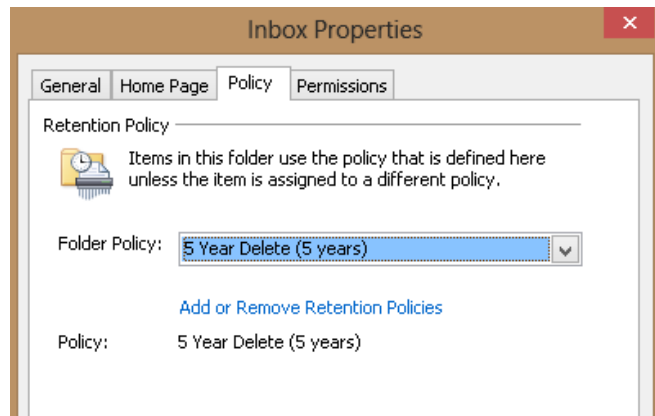 Inbox Properties
General Home Page Policy Permissions
Retention Policy
Items in this folder use the policy that is defined here
unless the item is assigned to a different policy.
Folder Policy: 5 Year Delete (5 years)
Add or Remove Retention Policies
Policy: 5 Year Delete (5 years)